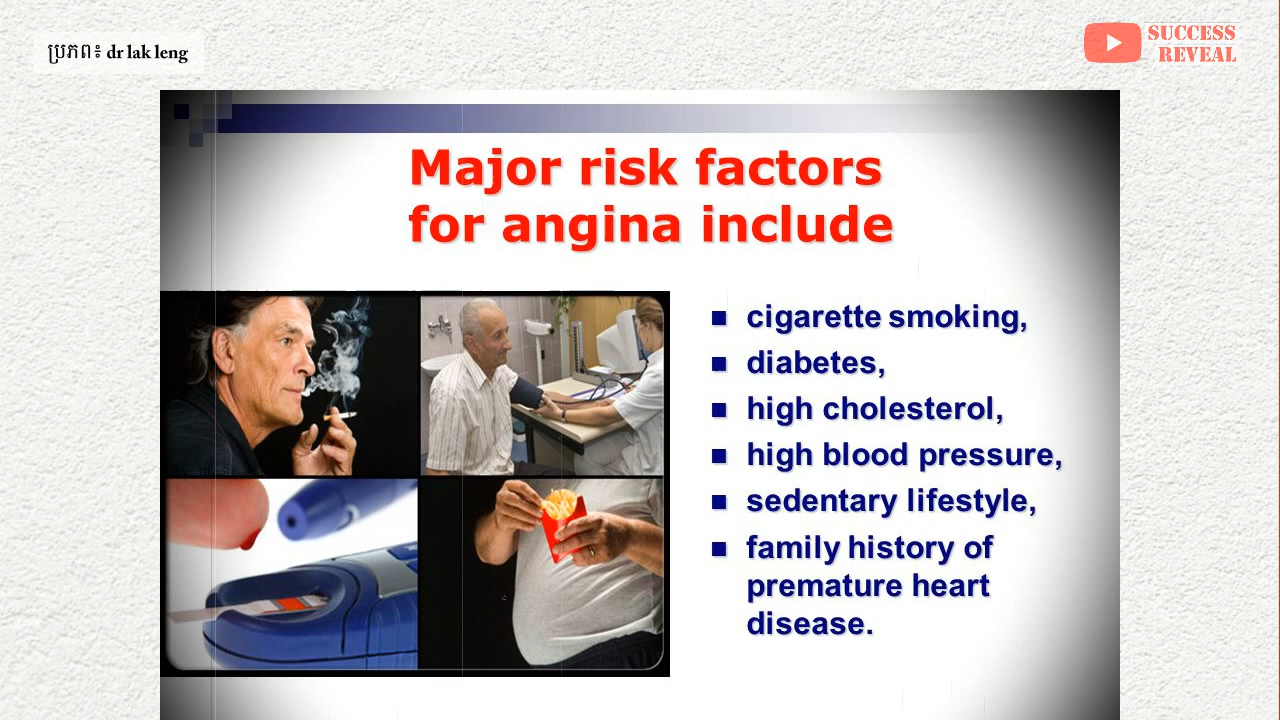 ប្រភព៖ dr lak leng
SUCCESS
REVEAL
Major risk factors
for angina include
cigarette smoking,
diabetes,
high cholesterol,
high blood pressure,
sedentary lifestyle,
family history of
premature heart
disease.